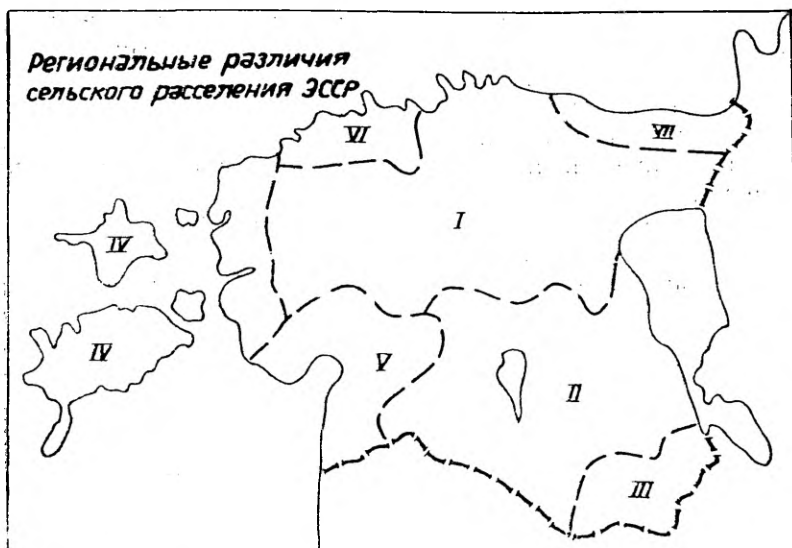 Региональные различия
сельского расселения ЭССР
VI
VII
IV
I
IV
V
II
III